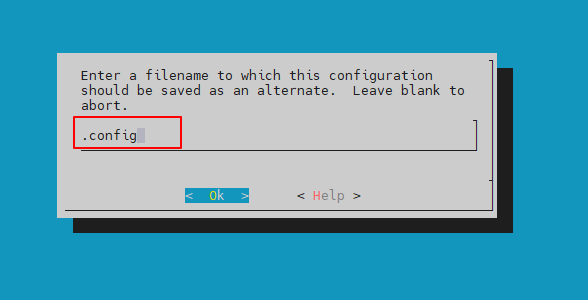 Enter a filename to which this configuration
should be saved as an alternate.  Leave blank to
abort.
.config
<  Ok  >      < Help >